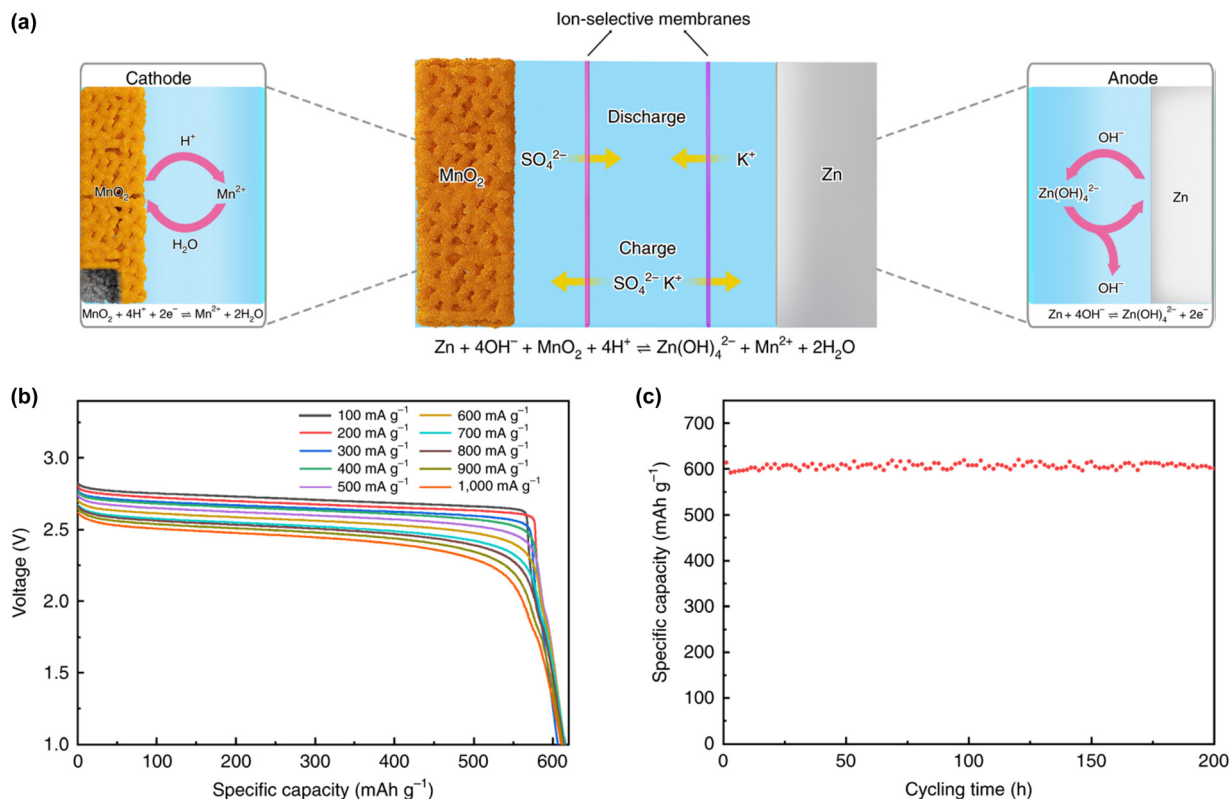 (a)
Ion-selective membranes
Cathode
H⁺
MnO₂
Mn²⁺
H₂O
MnO₂ + 4H⁺ + 2e⁻ ⇌ Mn²⁺ + 2H₂O
Discharge
SO₄²⁻
K⁺
MnO₂
Zn
Charge
SO₄²⁻ K⁺
Zn + 4OH⁻ + MnO₂ + 4H⁺ ⇌ Zn(OH)₄²⁻ + Mn²⁺ + 2H₂O
Anode
OH⁻
Zn(OH)₄²⁻
Zn
OH⁻
Zn + 4OH⁻ ⇌ Zn(OH)₄²⁻ + 2e⁻
(b)
100 mA g⁻¹
200 mA g⁻¹
300 mA g⁻¹
400 mA g⁻¹
500 mA g⁻¹
600 mA g⁻¹
700 mA g⁻¹
800 mA g⁻¹
900 mA g⁻¹
1,000 mA g⁻¹
Voltage (V)
3.0
2.5
2.0
1.5
1.0
0 100 200 300 400 500 600
Specific capacity (mAh g⁻¹)
(c)
Specific capacity (mAh g⁻¹)
700
600
500
400
300
200
100
0
0 50 100 150 200
Cycling time (h)